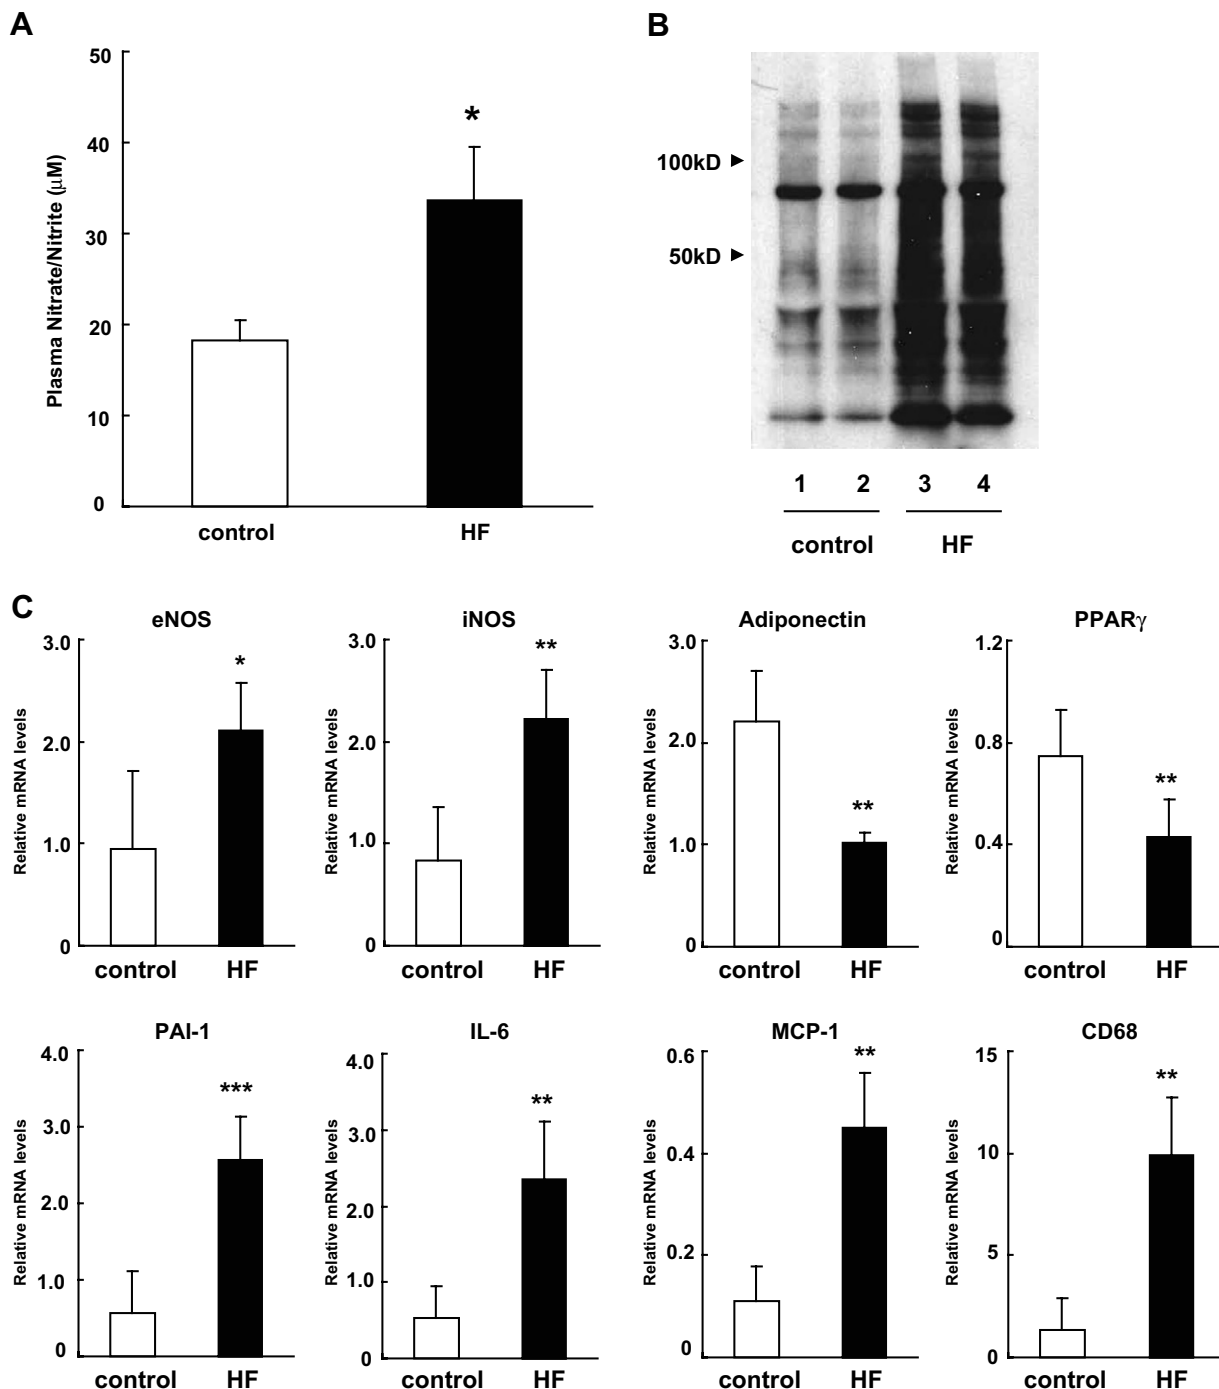 A
B
50
40
30
20
10
0
Plasma Nitrate/Nitrite (μM)
*
control
HF
100kD
50kD
1 2 3 4
control HF
C
eNOS
3.0
2.0
1.0
0
Relative mRNA levels
*
control HF
iNOS
3.0
2.0
1.0
0
Relative mRNA levels
**
control HF
Adiponectin
3.0
2.0
1.0
0
Relative mRNA levels
**
control HF
PPARγ
1.2
0.8
0.4
0
Relative mRNA levels
**
control HF
PAI-1
4.0
3.0
2.0
1.0
0
Relative mRNA levels
***
control HF
IL-6
4.0
3.0
2.0
1.0
0
Relative mRNA levels
**
control HF
MCP-1
0.6
0.4
0.2
0
Relative mRNA levels
**
control HF
CD68
15
10
5
0
Relative mRNA levels
**
control HF